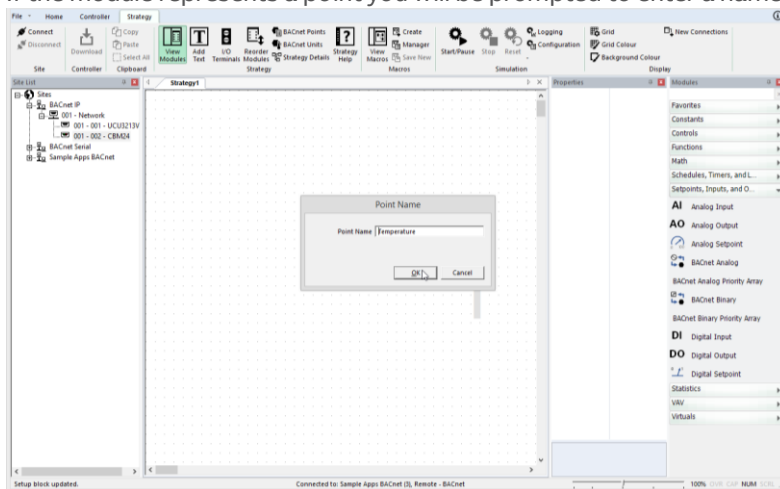 If the module represents a point you will be prompted to enter a name
File Home Controller Strategy
Connect
Disconnect
Site
Download
Controller
Copy
Paste
Select All
Clipboard
View Modules
Add Text
I/O Terminals
Reorder Modules
BACnet Points
BACnet Units
Strategy Details
Strategy Help
Strategy
View Macros
Create
Manager
Save New
Macros
Start/Pause
Stop
Reset
Logging
Configuration
Simulation
Grid
Grid Colour
Background Colour
New Connections
Display
Site List
Sites
BACnet IP
001 - Network
001 - 001 - UCU3213V
001 - 002 - CBM24
BACnet Serial
Sample Apps BACnet
Strategy1
Point Name
Point Name Temperature
OK Cancel
Properties
Modules
Favorites
Constants
Controls
Functions
Math
Schedules, Timers, and L...
Setpoints, Inputs, and O...
AI Analog Input
AO Analog Output
Analog Setpoint
BACnet Analog
BACnet Analog Priority Array
BACnet Binary
BACnet Binary Priority Array
DI Digital Input
DO Digital Output
Digital Setpoint
Statistics
VAV
Virtuals
Setup block updated.
Connected to: Sample Apps BACnet (3), Remote - BACnet
100% OVR CAP NUM SCRL